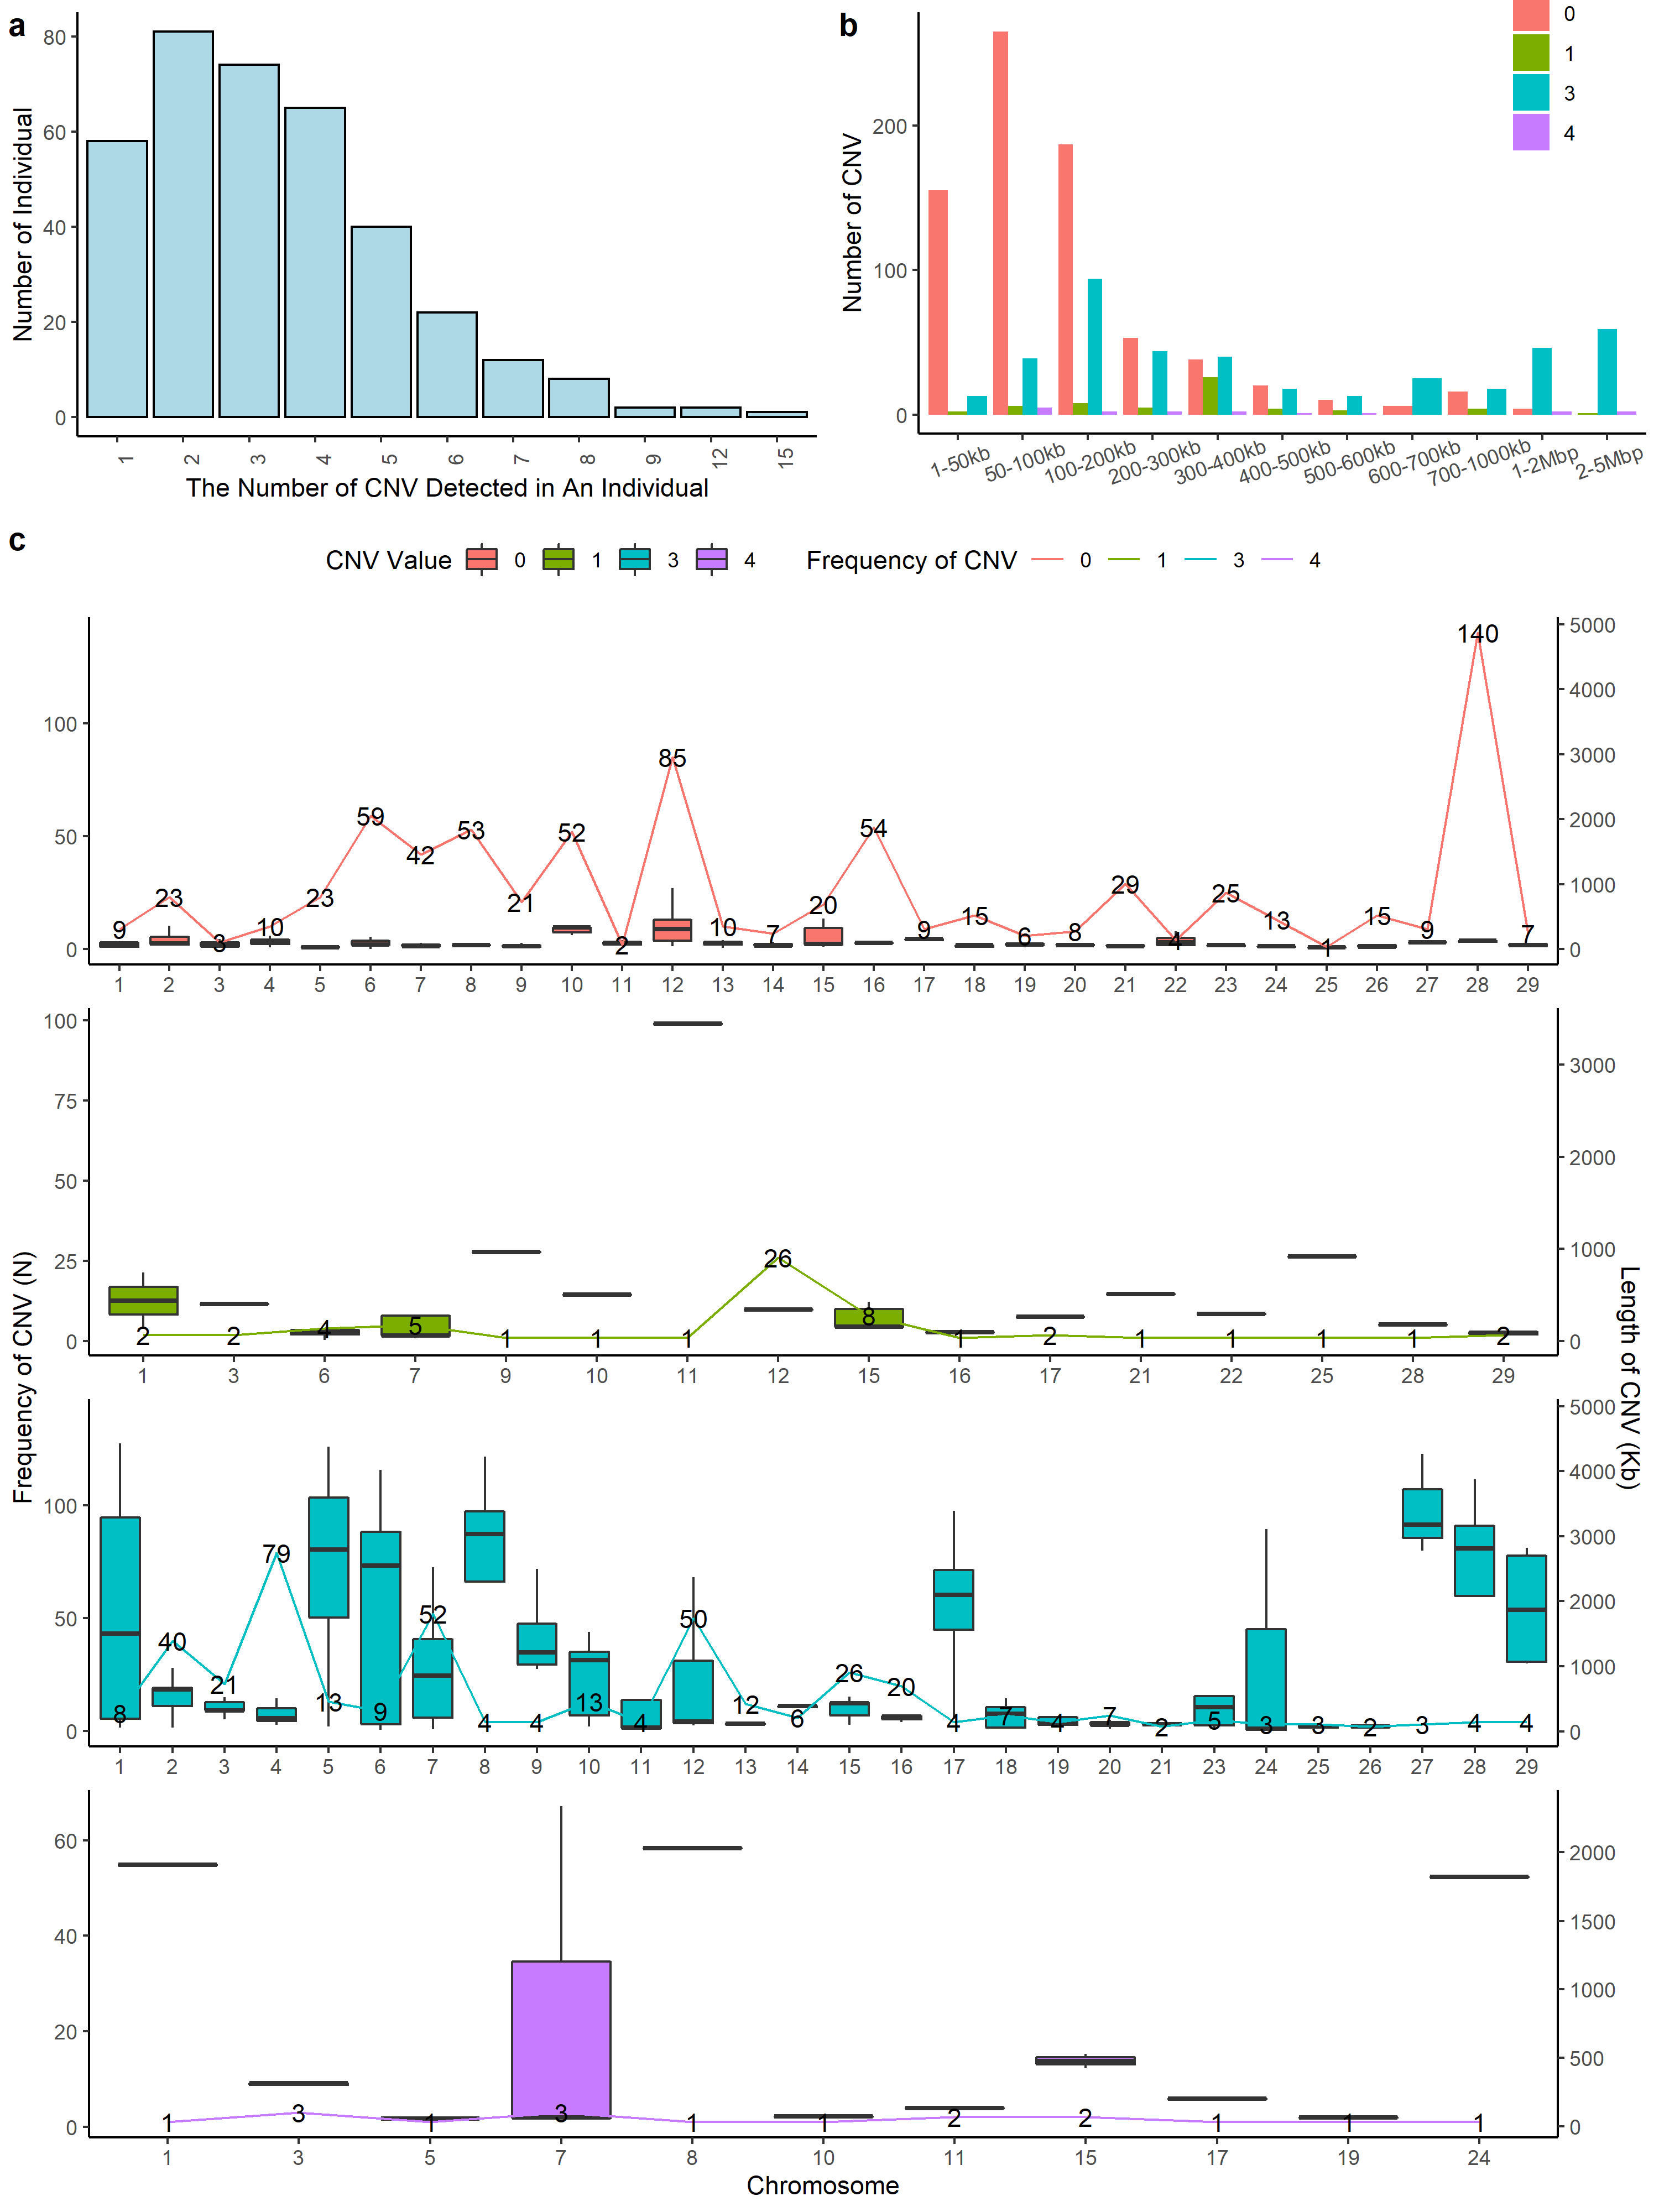 a
80
60
40
20
0
Number of Individual
1 2 3 4 5 6 7 8 9 12 15
The Number of CNV Detected in An Individual
b
200
100
0
Number of CNV
0
1
3
4
1-50kb 50-100kb 100-200kb 200-300kb 300-400kb 400-500kb 500-600kb 600-700kb 700-1000kb 1-2Mbp 2-5Mbp
c
CNV Value 0 1 3 4 Frequency of CNV 0 1 3 4
Frequency of CNV (N)
Length of CNV (Kb)
100
50
0
9 23 3 10 23 59 42 53 21 52 2 85 10 7 20 54 9 15 6 8 29 4 25 13 1 15 9 140 7
5000
4000
3000
2000
1000
0
1 2 3 4 5 6 7 8 9 10 11 12 13 14 15 16 17 18 19 20 21 22 23 24 25 26 27 28 29
100
75
50
25
0
2 2 4 5 1 1 1 26 8 1 2 1 1 1 1 2
3000
2000
1000
0
1 3 6 7 9 10 11 12 15 16 17 21 22 25 28 29
100
50
0
8 40 21 79 13 9 52 4 4 13 4 50 12 6 26 20 4 7 4 7 2 5 3 3 2 3 4 4
5000
4000
3000
2000
1000
0
1 2 3 4 5 6 7 8 9 10 11 12 13 14 15 16 17 18 19 20 21 23 24 25 26 27 28 29
60
40
20
0
1 3 1 3 1 1 2 2 1 1 1
2000
1500
1000
500
0
1 3 5 7 8 10 11 15 17 19 24
Chromosome